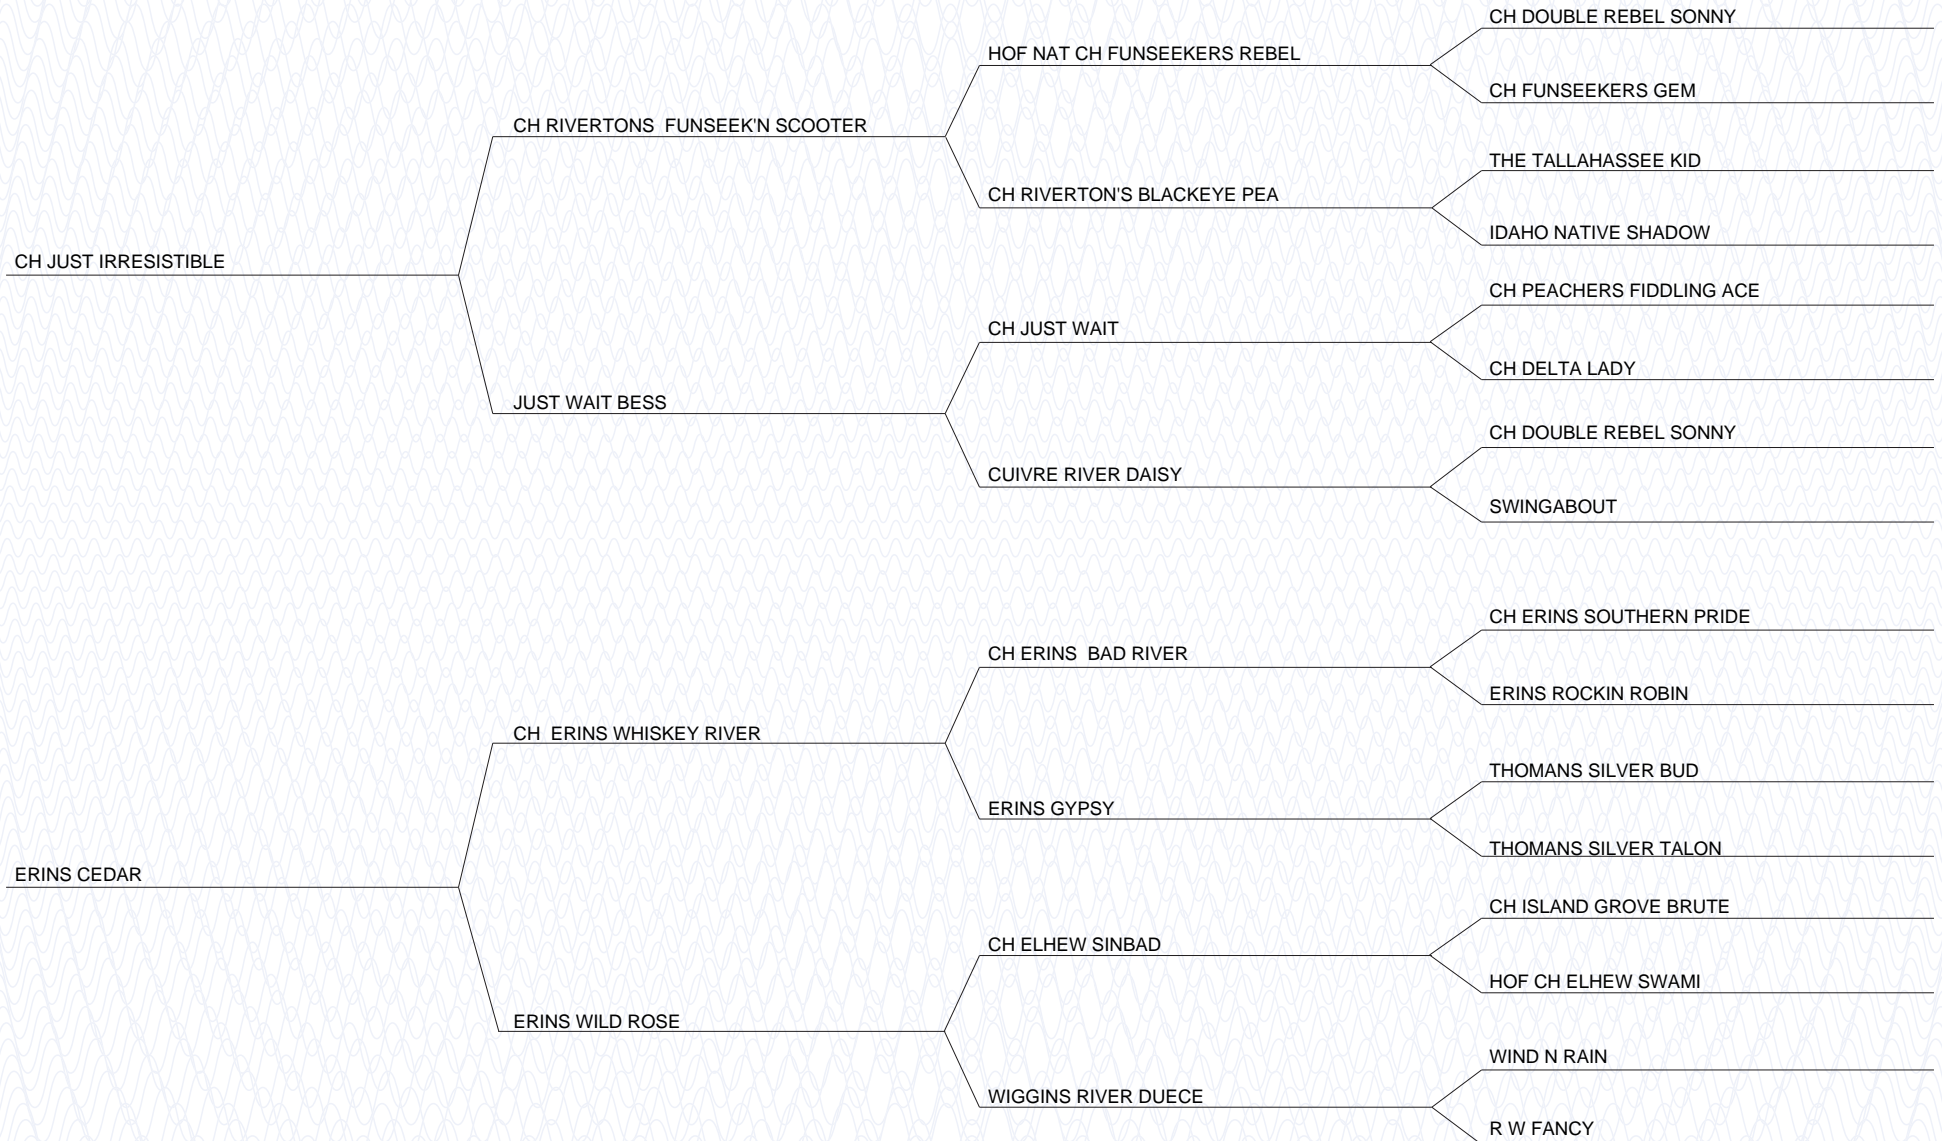 CH DOUBLE REBEL SONNY
HOF NAT CH FUNSEEKERS REBEL
CH FUNSEEKERS GEM
CH RIVERTONS  FUNSEEK'N SCOOTER
THE TALLAHASSEE KID
CH RIVERTON'S BLACKEYE PEA
IDAHO NATIVE SHADOW
CH JUST IRRESISTIBLE
CH PEACHERS FIDDLING ACE
CH JUST WAIT
CH DELTA LADY
JUST WAIT BESS
CH DOUBLE REBEL SONNY
CUIVRE RIVER DAISY
SWINGABOUT
CH ERINS SOUTHERN PRIDE
CH ERINS  BAD RIVER
ERINS ROCKIN ROBIN
CH  ERINS WHISKEY RIVER
THOMANS SILVER BUD
ERINS GYPSY
THOMANS SILVER TALON
ERINS CEDAR
CH ISLAND GROVE BRUTE
CH ELHEW SINBAD
HOF CH ELHEW SWAMI
ERINS WILD ROSE
WIND N RAIN
WIGGINS RIVER DUECE
R W FANCY